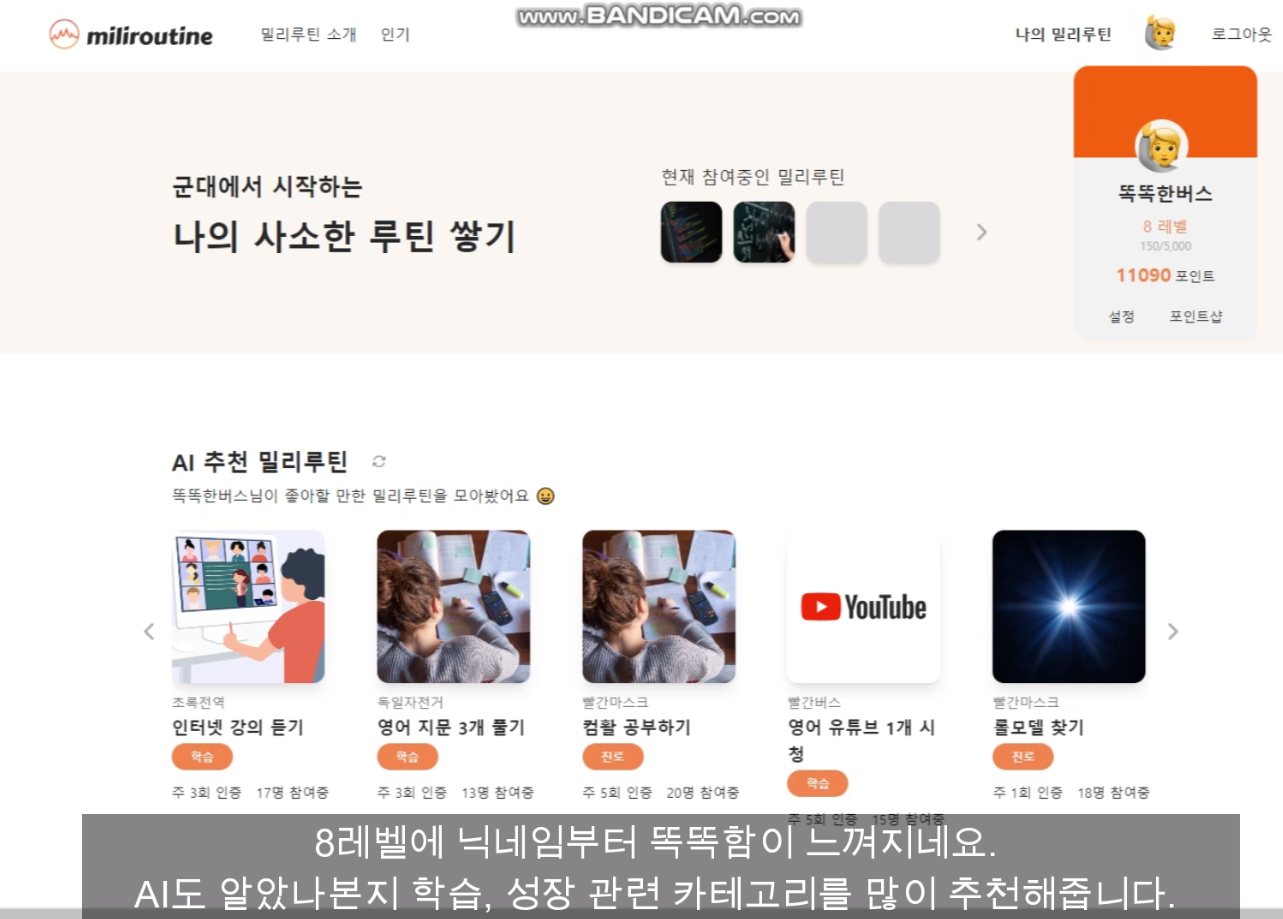 miliroutine
밀리루틴 소개
인기
www.BANDICAM.com
나의 밀리루틴
로그아웃
군대에서 시작하는
나의 사소한 루틴 쌓기
현재 참여중인 밀리루틴
똑똑한버스
8 레벨
150/5,000
11090 포인트
설정
포인트샵
AI 추천 밀리루틴
똑똑한버스님이 좋아할 만한 밀리루틴을 모아봤어요
초록전역
인터넷 강의 듣기
학습
주 3회 인증 17명 참여중
독일자전거
영어 지문 3개 풀기
학습
주 3회 인증 13명 참여중
빨간마스크
컴활 공부하기
진로
주 5회 인증 20명 참여중
YouTube
빨간버스
영어 유튜브 1개 시
청
학습
주 5회 인증 15명 참여중
빨간마스크
롤모델 찾기
진로
주 1회 인증 18명 참여중
8레벨에 닉네임부터 똑똑함이 느껴지네요.
AI도 알았나본지 학습, 성장 관련 카테고리를 많이 추천해줍니다.